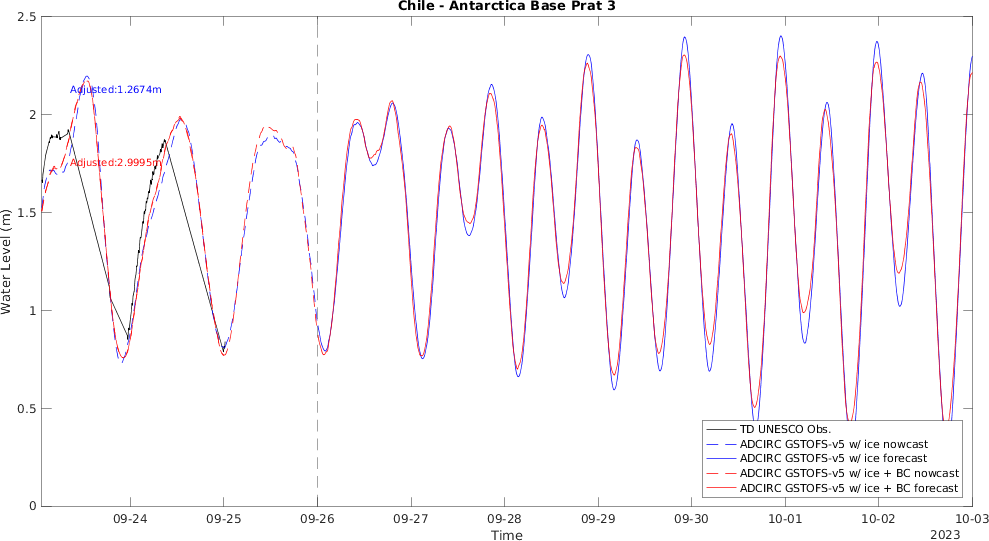 Chile - Antarctica Base Prat 3
2.5
2
1.5
1
0.5
0
Water Level (m)
Adjusted:1.2674m
Adjusted:2.9995m
TD UNESCO Obs.
ADCIRC GSTOFS-v5 w/ ice nowcast
ADCIRC GSTOFS-v5 w/ ice forecast
ADCIRC GSTOFS-v5 w/ ice + BC nowcast
ADCIRC GSTOFS-v5 w/ ice + BC forecast
09-24 09-25 09-26 09-27 09-28 09-29 09-30 10-01 10-02 10-03
Time
2023